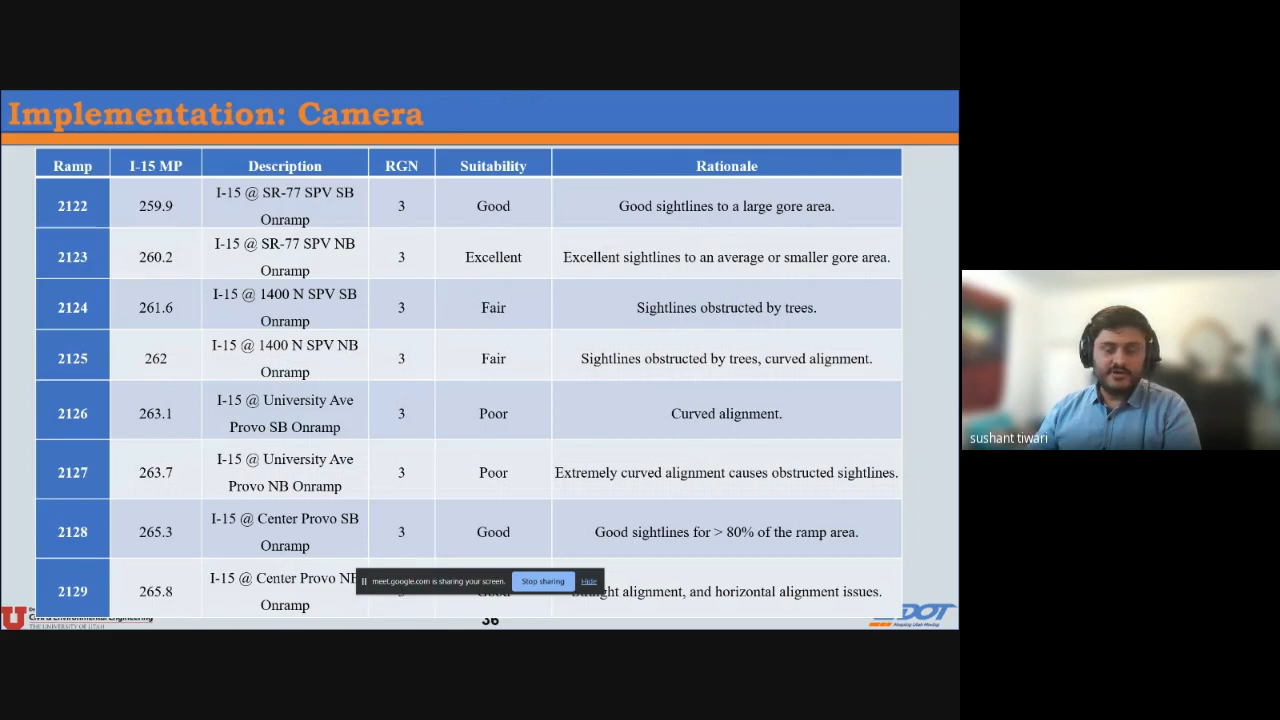 Implementation: Camera
Ramp I-15 MP Description RGN Suitability Rationale
2122 259.9 I-15 @ SR-77 SPV SB 3 Good Good sightlines to a large gore area.
Onramp
2123 260.2 I-15 @ SR-77 SPV NB 3 Excellent Excellent sightlines to an average or smaller gore area.
Onramp
2124 261.6 I-15 @ 1400 N SPV SB 3 Fair Sightlines obstructed by trees.
Onramp
2125 262 I-15 @ 1400 N SPV NB 3 Fair Sightlines obstructed by trees, curved alignment.
Onramp
2126 263.1 I-15 @ University Ave 3 Poor Curved alignment.
Provo SB Onramp
2127 263.7 I-15 @ University Ave 3 Poor Extremely curved alignment causes obstructed sightlines.
Provo NB Onramp
2128 265.3 I-15 @ Center Provo SB 3 Good Good sightlines for > 80% of the ramp area.
Onramp
2129 265.8 I-15 @ Center Provo alignment, and horizontal alignment issues.
Onramp
meet.google.com is sharing your screen. Stop sharing Hide
THE UNIVERSITY OF UTAH
36
Keeping Utah Moving
sushant tiwari